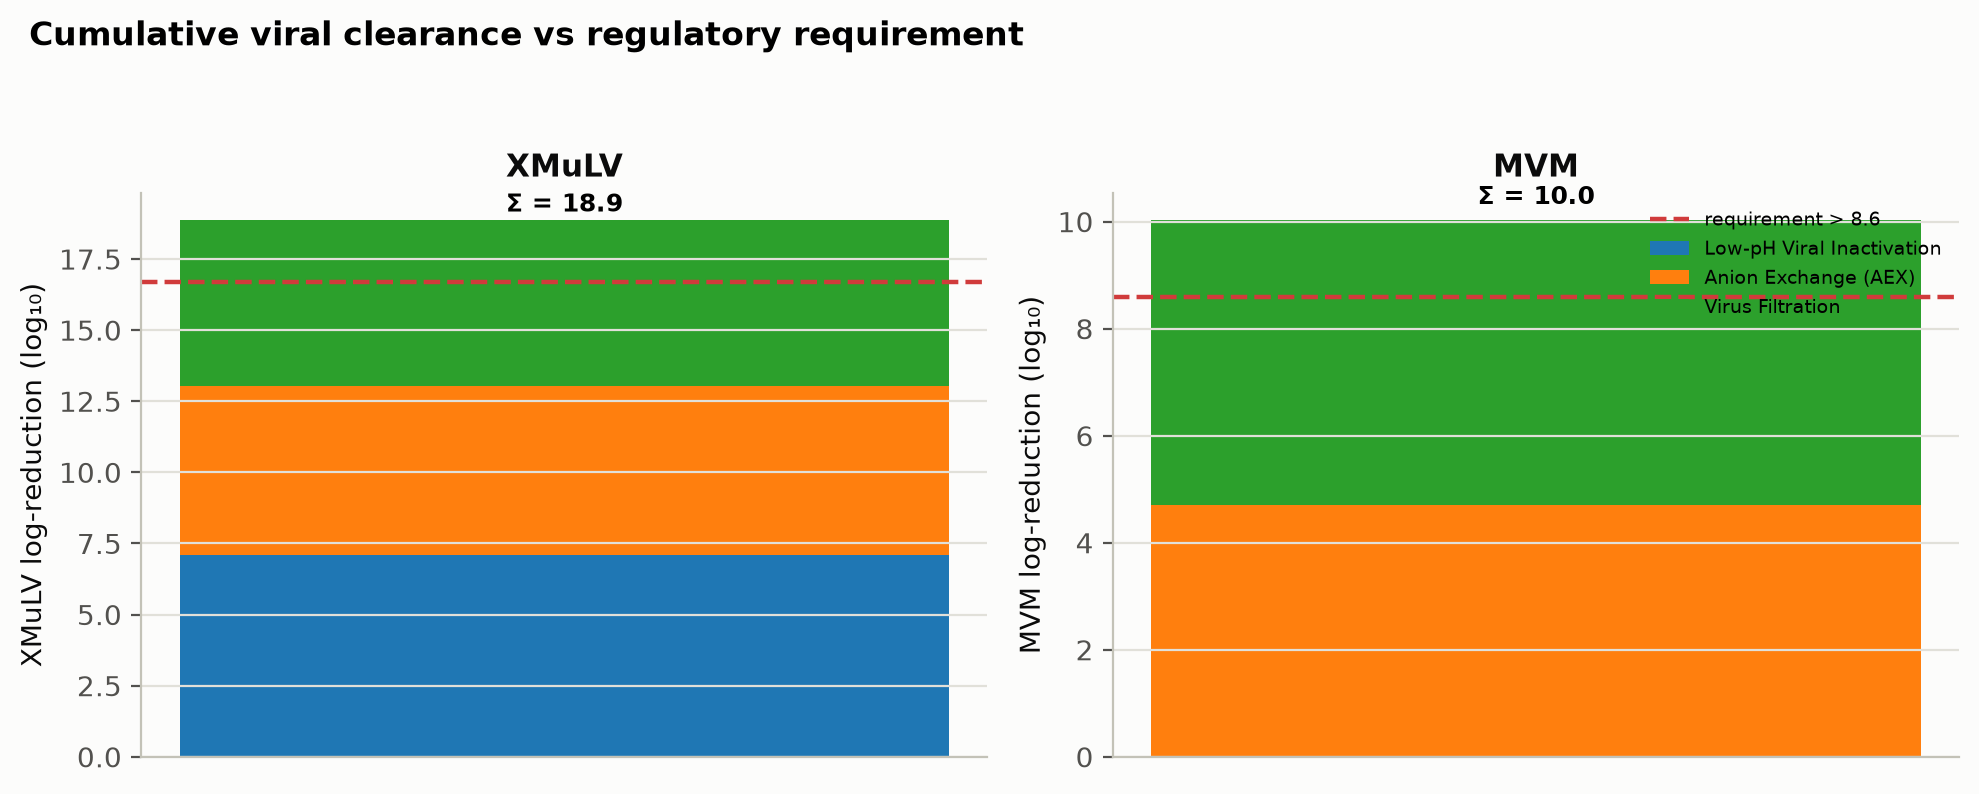 Cumulative viral clearance vs regulatory requirement
XMuLV
Σ = 18.9
XMuLV log-reduction (log₁₀)
17.5
15.0
12.5
10.0
7.5
5.0
2.5
0.0
MVM
Σ = 10.0
MVM log-reduction (log₁₀)
10
8
6
4
2
0
requirement > 8.6
Low-pH Viral Inactivation
Anion Exchange (AEX)
Virus Filtration